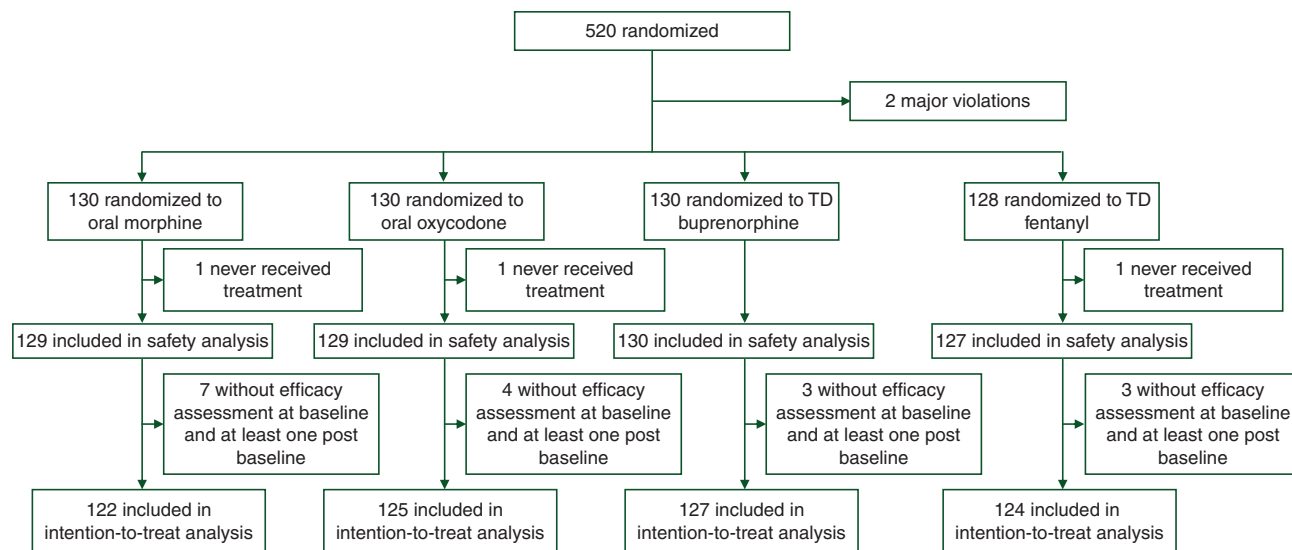 520 randomized
2 major violations
130 randomized to
oral morphine
130 randomized to
oral oxycodone
130 randomized to TD
buprenorphine
128 randomized to TD
fentanyl
1 never received
treatment
1 never received
treatment
1 never received
treatment
129 included in safety analysis
129 included in safety analysis
130 included in safety analysis
127 included in safety analysis
7 without efficacy
assessment at baseline
and at least one post
baseline
4 without efficacy
assessment at baseline
and at least one post
baseline
3 without efficacy
assessment at baseline
and at least one post
baseline
3 without efficacy
assessment at baseline
and at least one post
baseline
122 included in
intention-to-treat analysis
125 included in
intention-to-treat analysis
127 included in
intention-to-treat analysis
124 included in
intention-to-treat analysis